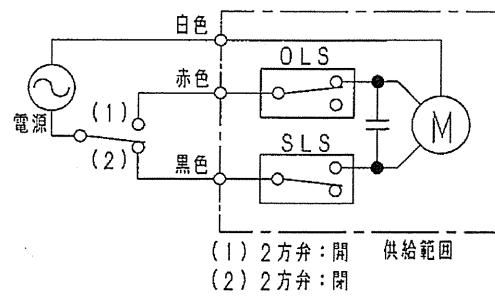 白色
OLS
赤色
電源
(1)
(2)
M
SLS
黒色
(1) 2方弁:開
供給範囲
(2) 2方弁:閉